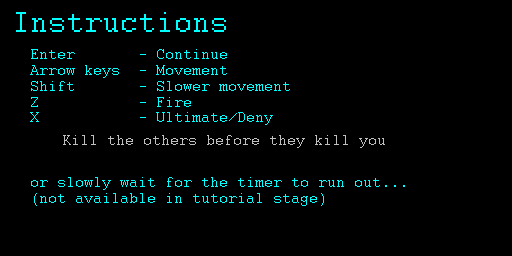 Instructions
Enter - Continue
Arrow keys - Movement
Shift - Slower movement
Z - Fire
X - Ultimate/Deny
Kill the others before they kill you
or slowly wait for the timer to run out...
(not available in tutorial stage)